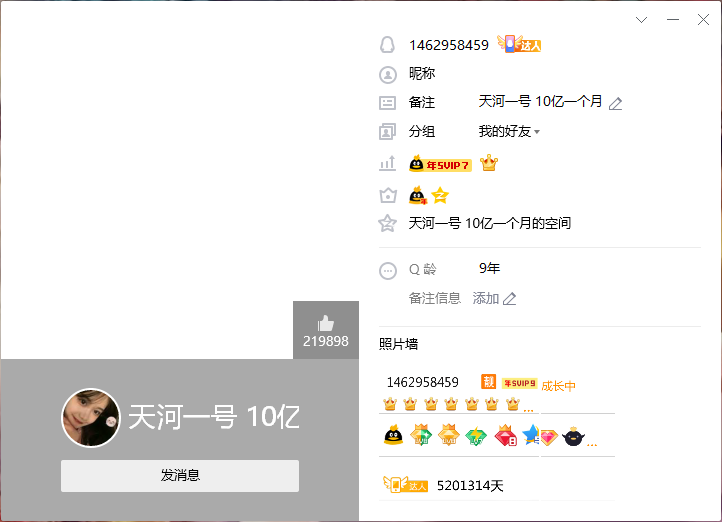 1462958459 达人
昵称
备注 天河一号 10亿一个月
分组 我的好友
年SVIP7
年
天河一号 10亿一个月的空间
Q 龄 9年
备注信息 添加
219898
天河一号 10亿
发消息
照片墙
1462958459 靓 年SVIP9 成长中
...
...
达人 5201314天